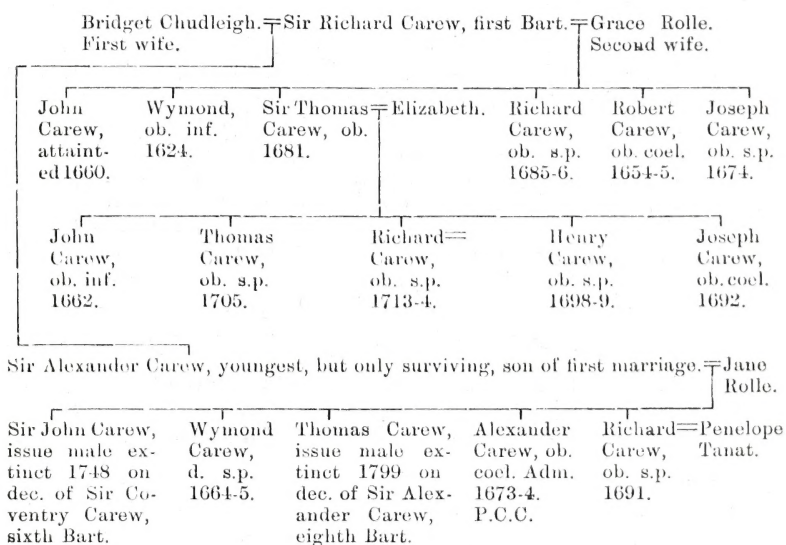 Bridget Chudleigh.=Sir Richard Carew, first Bart.=Grace Rolle.
First wife. Second wife.
John Wymond, Sir Thomas=Elizabeth. Richard Robert Joseph
Carew, ob. inf. Carew, ob. Carew, Carew, Carew,
attaint- 1624. 1681. ob. s.p. ob. coel. ob. s.p.
ed 1660. 1685-6. 1654-5. 1674.
John Thomas Richard= Henry Joseph
Carew, Carew, Carew, Carew, Carew,
ob. inf. ob. s.p. ob. s.p. ob. s.p. ob. coel.
1662. 1705. 1713-4. 1698-9. 1692.
Sir Alexander Carew, youngest, but only surviving, son of first marriage.=Jane
Rolle.
Sir John Carew, Wymond Thomas Carew, Alexander Richard=Penelope
issue male ex- Carew, issue male ex- Carew, ob. Carew, Tanat.
tinct 1748 on d. s.p. tinct 1799 on coel. Adm. ob. s.p.
dec. of Sir Co- 1664-5. dec. of Sir Alex- 1673-4. 1691.
ventry Carew, ander Carew, P.C.C.
sixth Bart. eighth Bart.